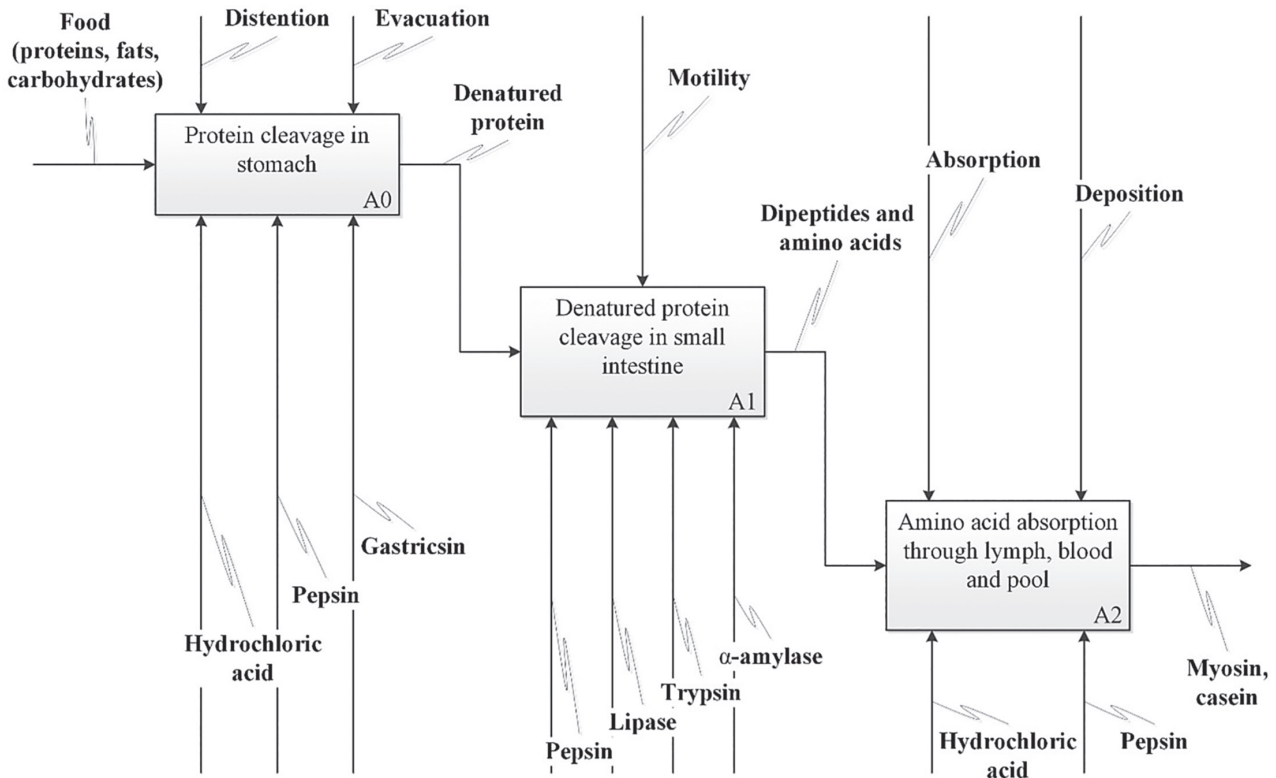 Food
(proteins, fats,
carbohydrates)
Distention
Evacuation
Denatured
protein
Motility
Absorption
Deposition
Protein cleavage in
stomach
A0
Dipeptides and
amino acids
Denatured protein
cleavage in small
intestine
A1
Gastricsin
Pepsin
Hydrochloric
acid
Amino acid absorption
through lymph, blood
and pool
A2
α-amylase
Trypsin
Lipase
Pepsin
Myosin,
casein
Hydrochloric
acid
Pepsin